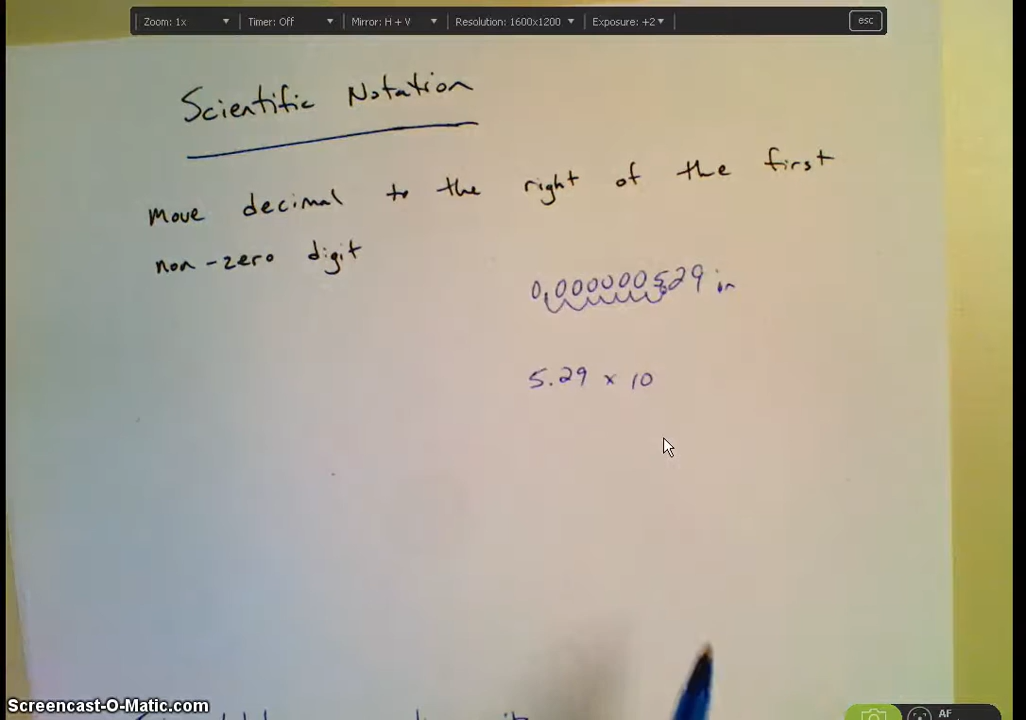 Zoom: 1x Timer: Off Mirror: H + V Resolution: 1600x1200 Exposure: +2 esc
Scientific Notation
Move decimal to the right of the first
non-zero digit
0.000000529 in
5.29 x 10
Screencast-O-Matic.com
AF